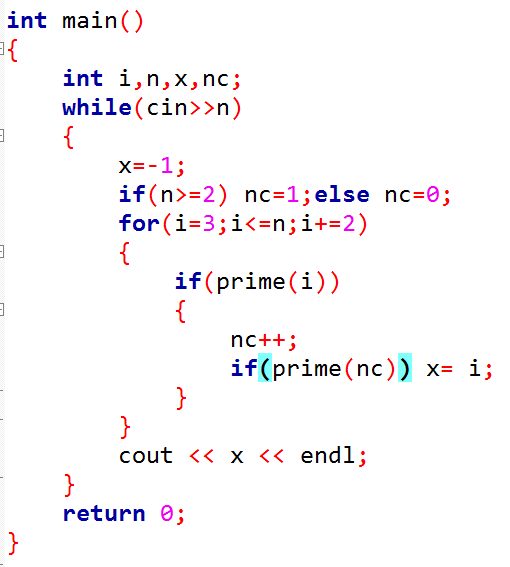 int main()
{
    int i,n,x,nc;
    while(cin>>n)
    {
        x=-1;
        if(n>=2) nc=1;else nc=0;
        for(i=3;i<=n;i+=2)
        {
            if(prime(i))
            {
                nc++;
                if(prime(nc)) x= i;
            }
        }
        cout << x << endl;
    }
    return 0;
}